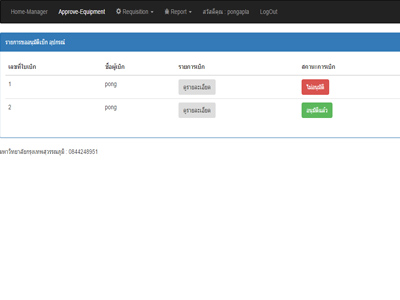 Home-Manager Approve-Equipment Requisition Report สวัสดีคุณ : pongapla LogOut
รายการขออนุมัติเบิก อุปกรณ์
เลขที่ใบเบิก ชื่อผู้เบิก รายการเบิก สถานะการเบิก
1 pong ดูรายละเอียด ไม่อนุมัติ
2 pong ดูรายละเอียด อนุมัติแล้ว
มหาวิทยาลัยกรุงเทพสุวรรณภูมิ : 0844248951